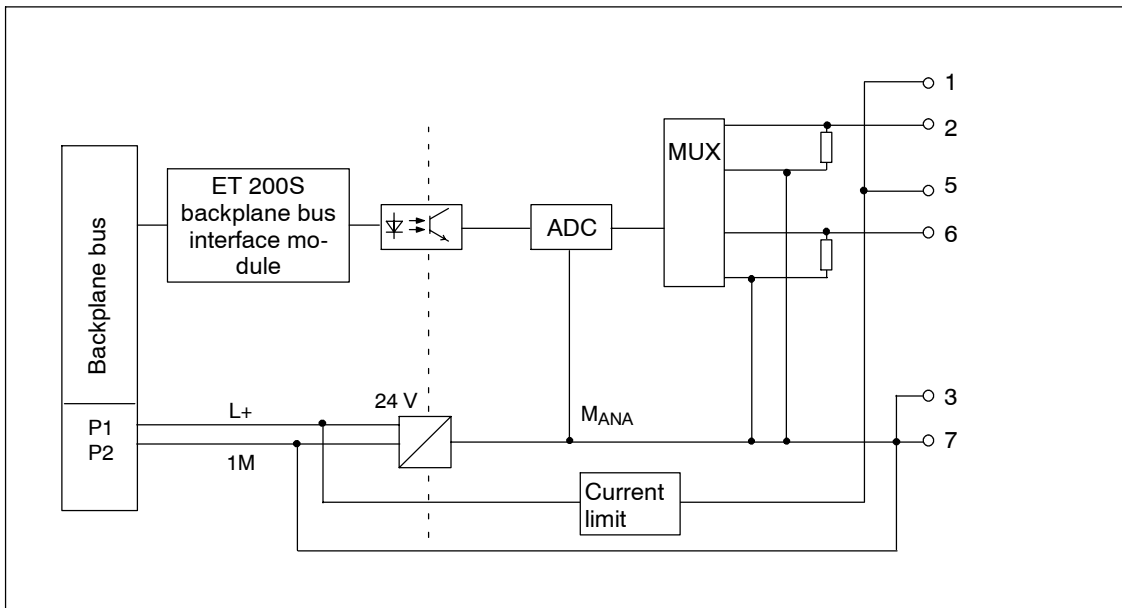 1
2
MUX
5
ET 200S
backplane bus
interface mo-
dule
ADC
6
Backplane bus
3
24 V
L+
MANA
P1
7
P2
1M
Current
limit